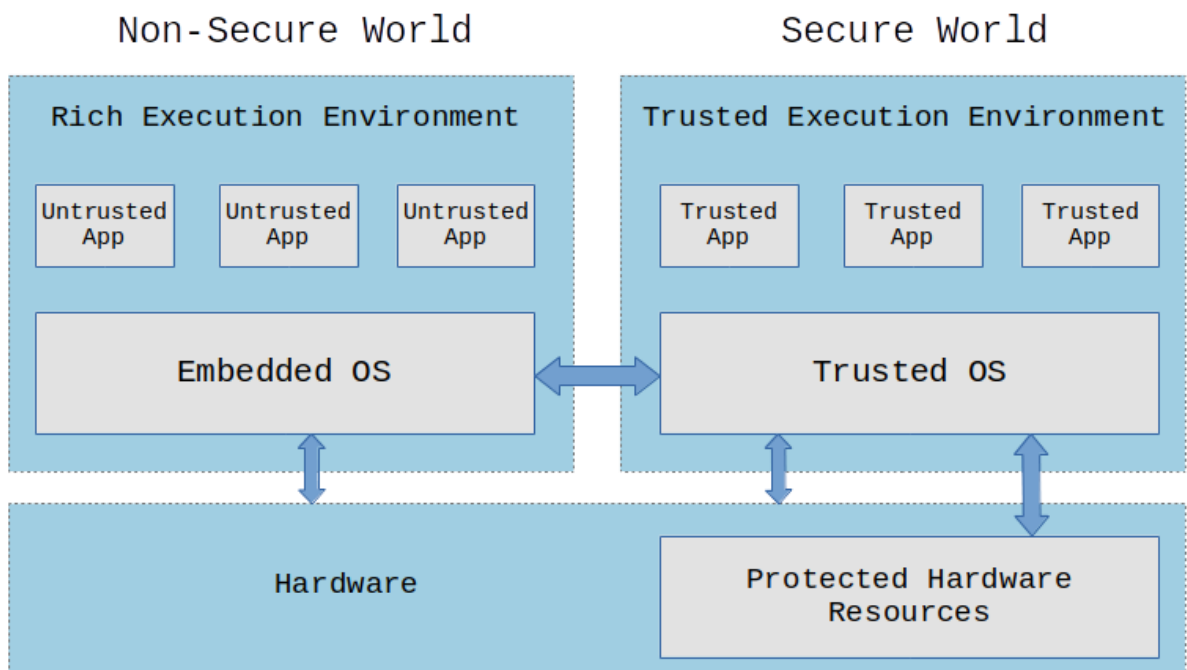 Non-Secure World
Secure World
Rich Execution Environment
Untrusted
App
Untrusted
App
Untrusted
App
Embedded OS
Trusted Execution Environment
Trusted
App
Trusted
App
Trusted
App
Trusted OS
Hardware
Protected Hardware
Resources